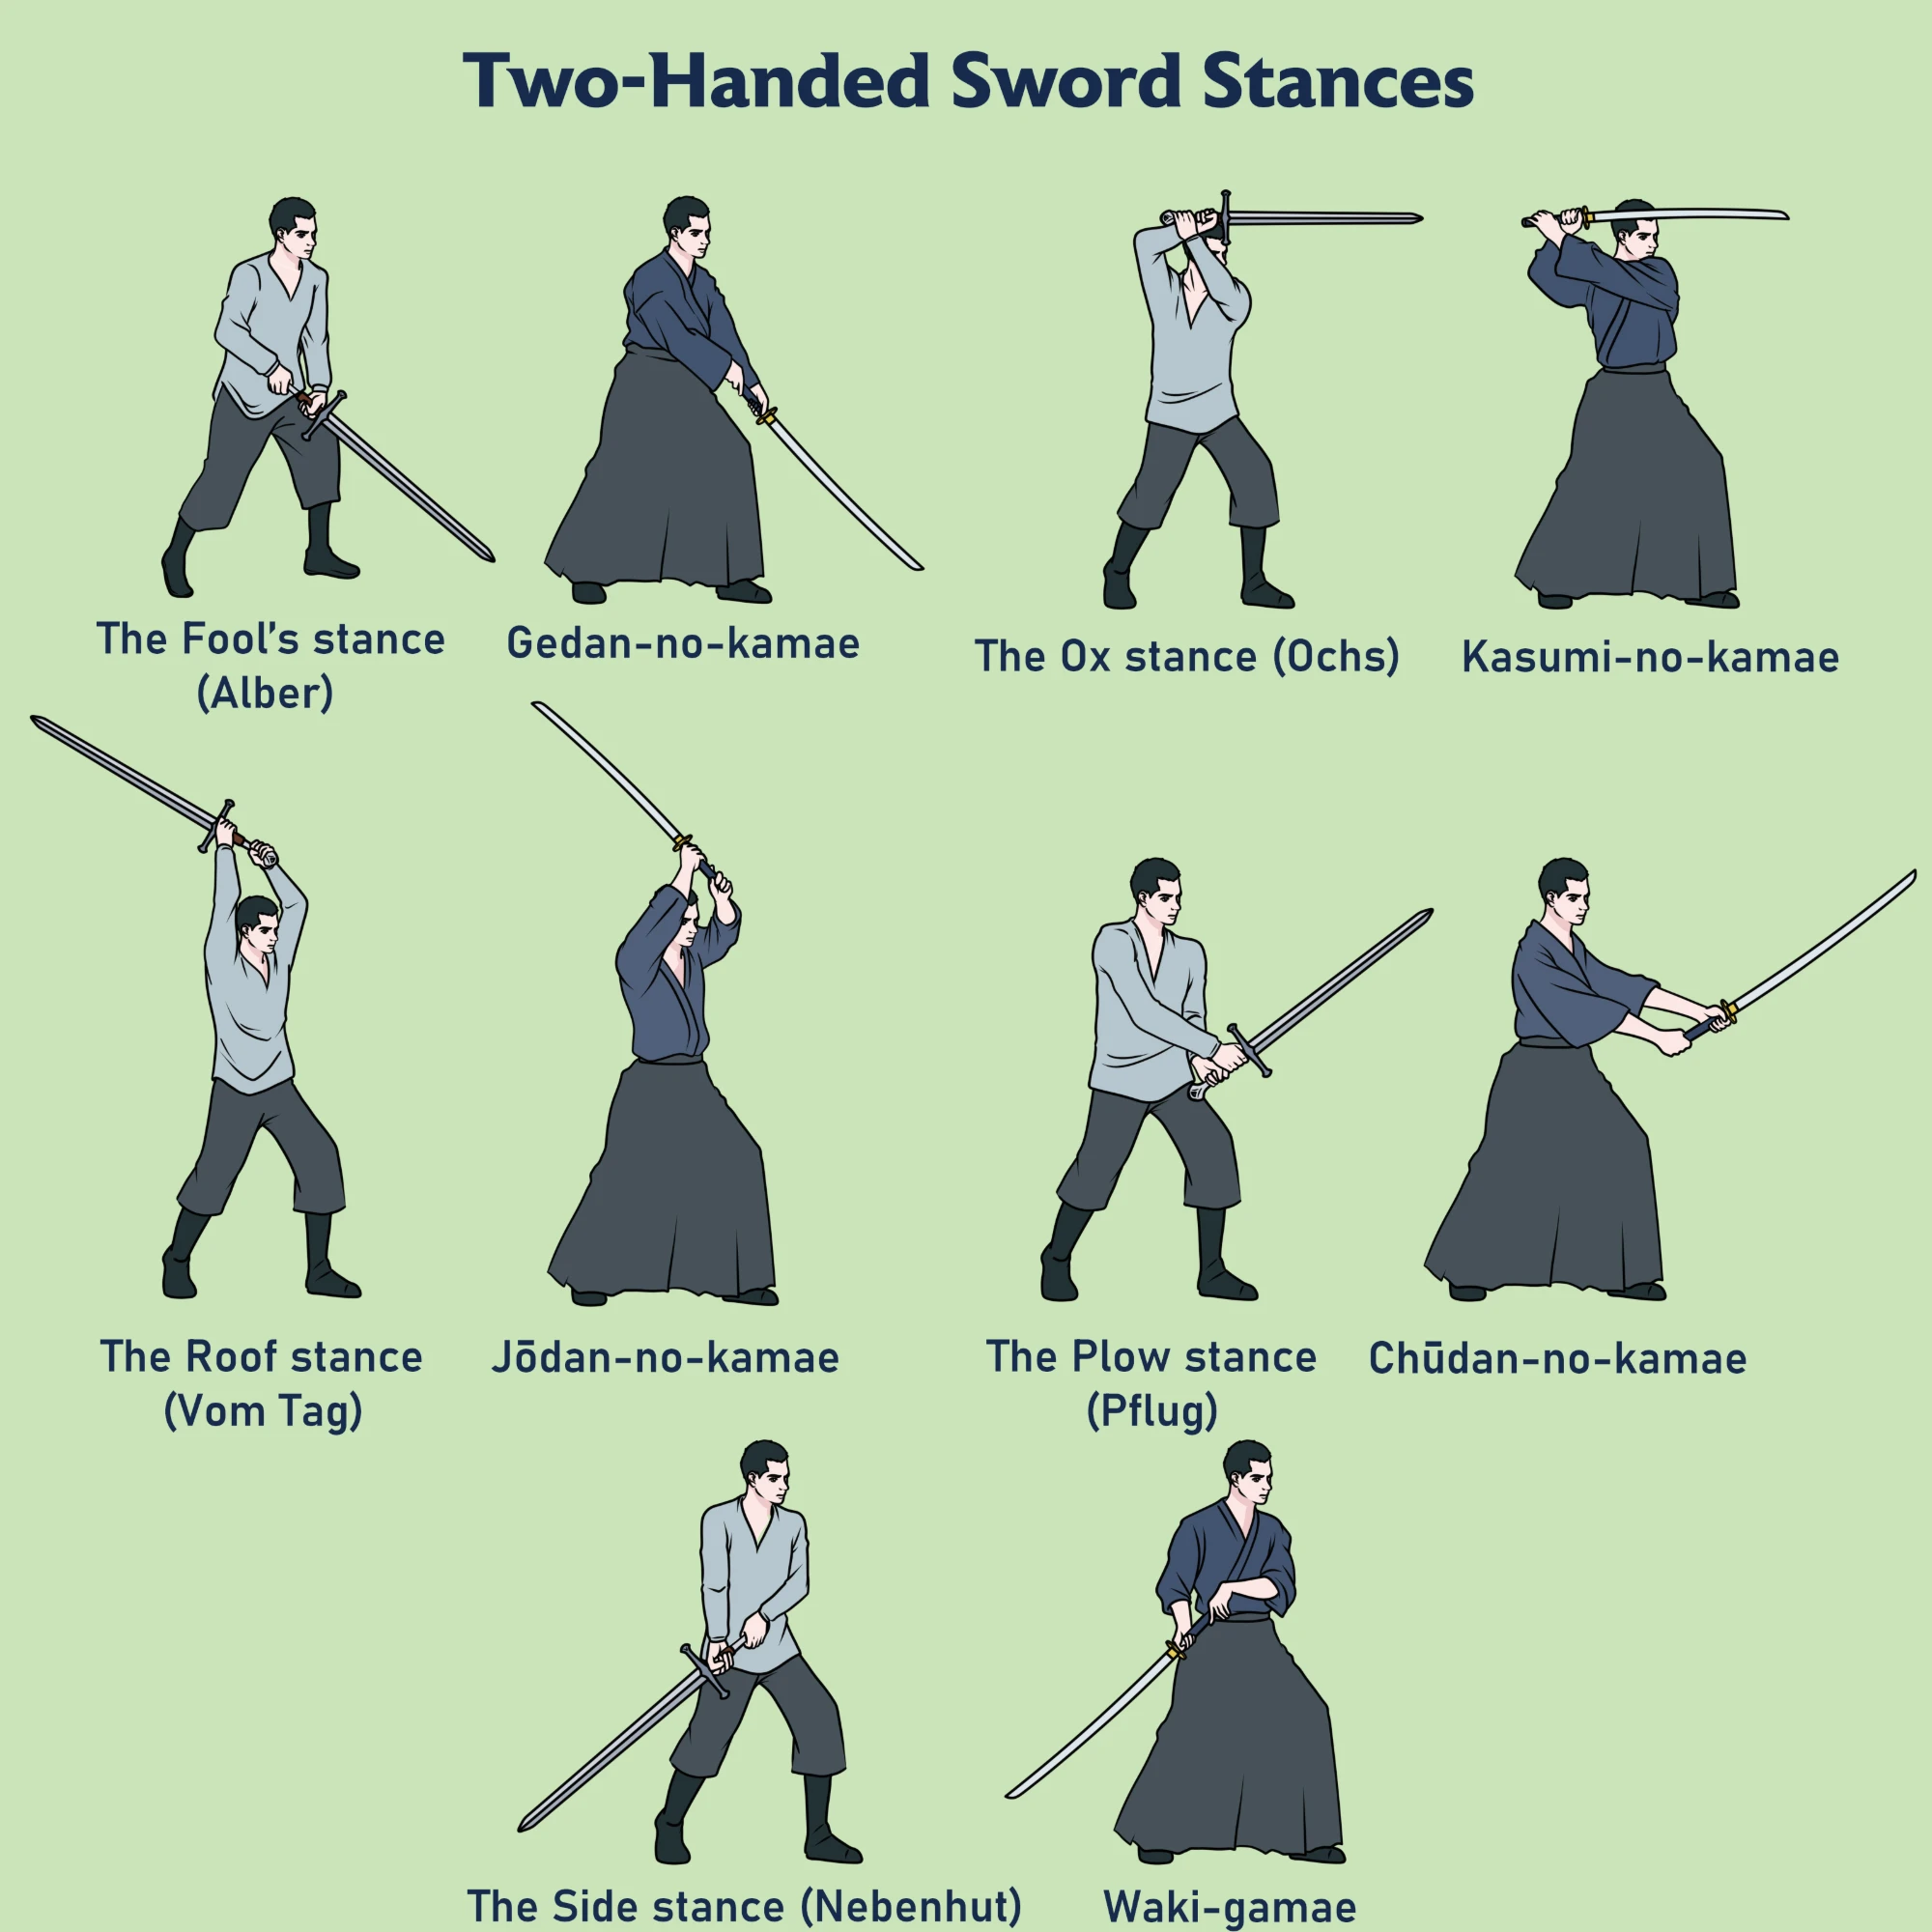 Two-Handed Sword Stances
The Fool's stance
(Alber)
Gedan-no-kamae
The Ox stance (Ochs)
Kasumi-no-kamae
The Roof stance
(Vom Tag)
Jōdan-no-kamae
The Plow stance
(Pflug)
Chūdan-no-kamae
The Side stance (Nebenhut)
Waki-gamae